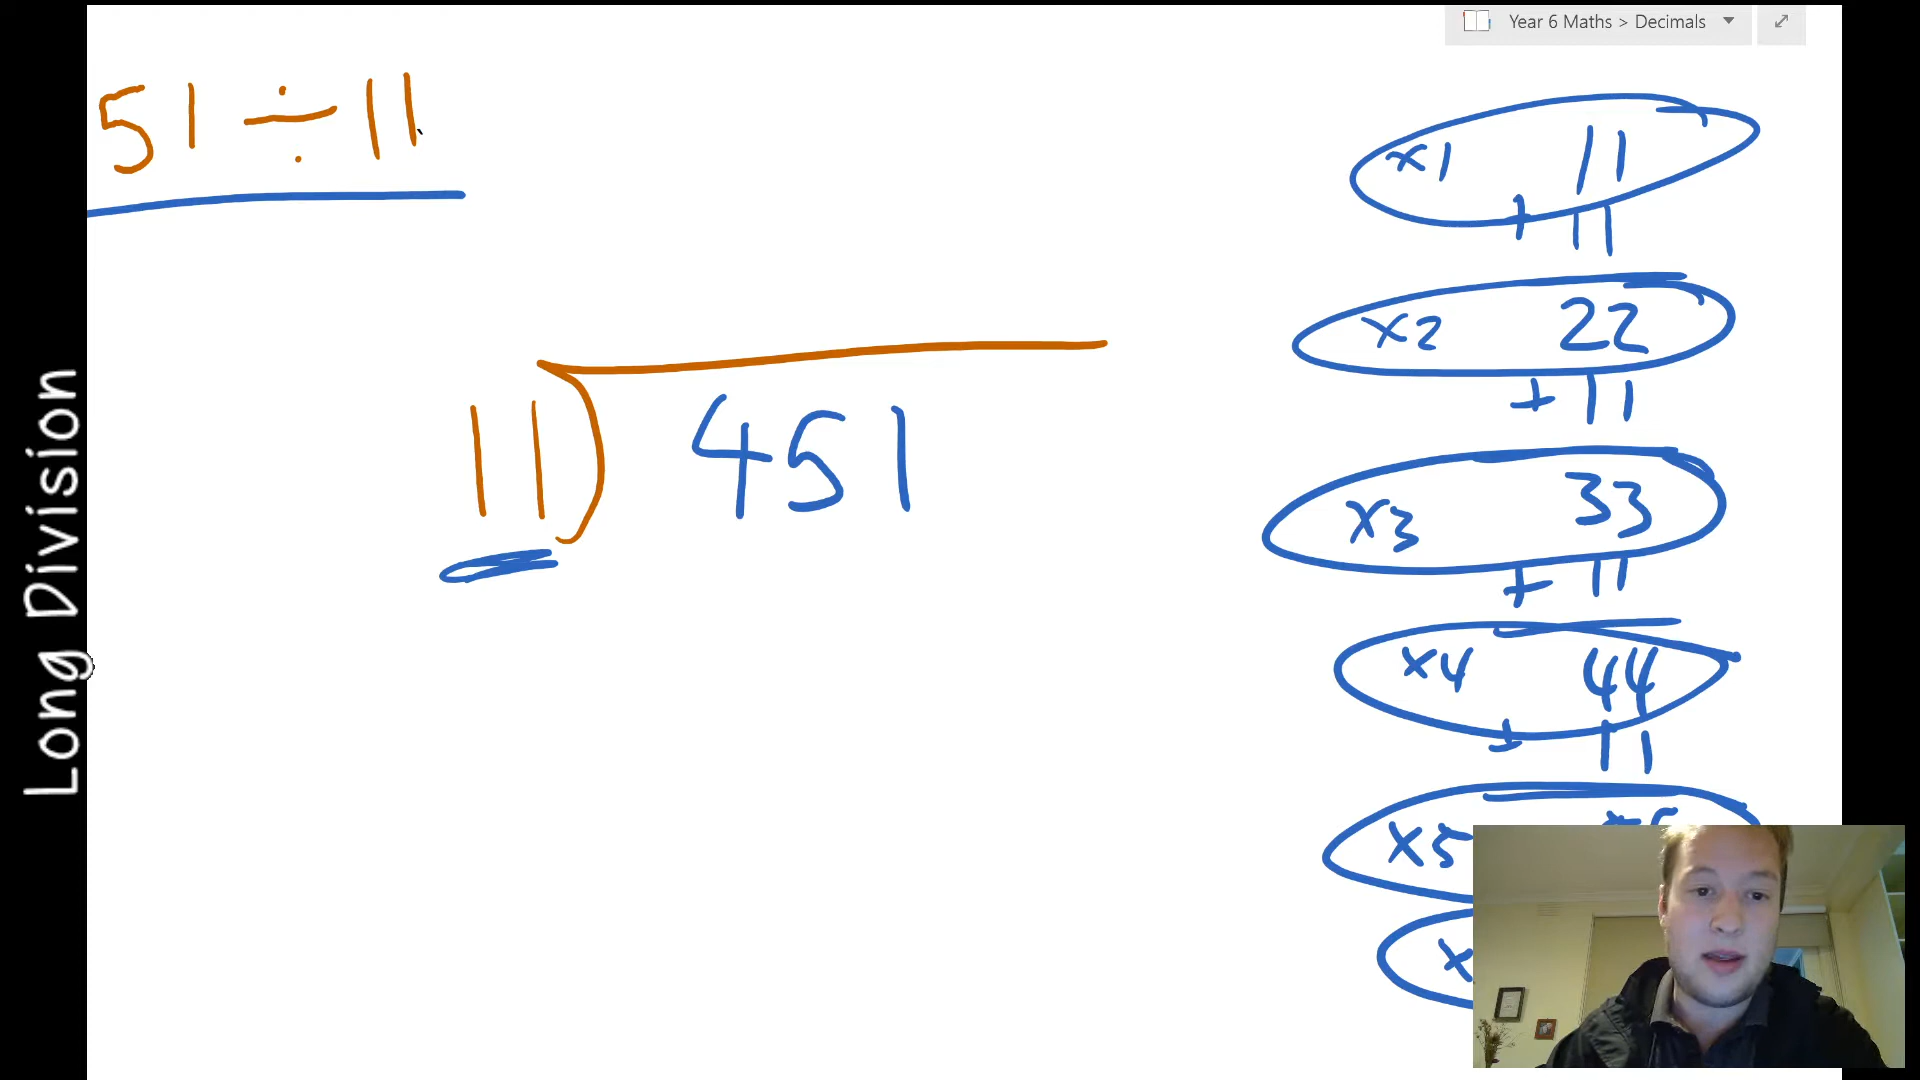 Year 6 Maths > Decimals
51 ÷ 11
Long Division
11 ) 451
x1 11
+ 11
x2 22
+ 11
x3 33
+ 11
x4 44
+ 11
x5
x